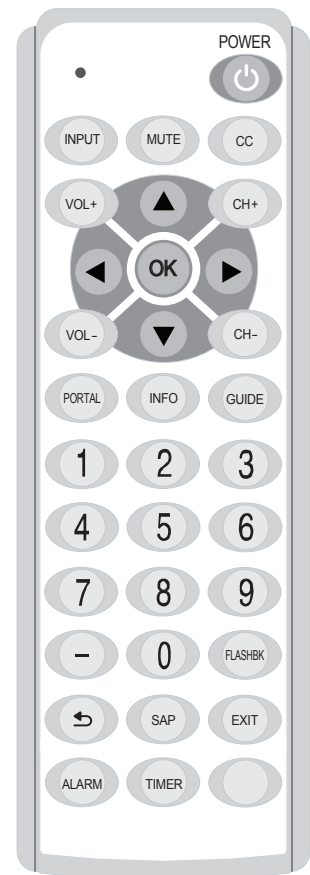 POWER
INPUT MUTE CC
VOL+ CH+
OK
VOL- CH-
PORTAL INFO GUIDE
1 2 3
4 5 6
7 8 9
- 0 FLASHBK
SAP EXIT
ALARM TIMER